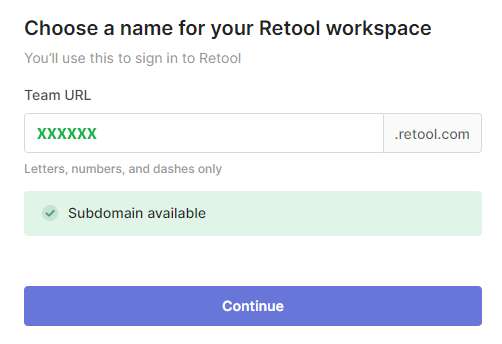 Choose a name for your Retool workspace
You'll use this to sign in to Retool
Team URL
XXXXXX .retool.com
Letters, numbers, and dashes only
Subdomain available
Continue